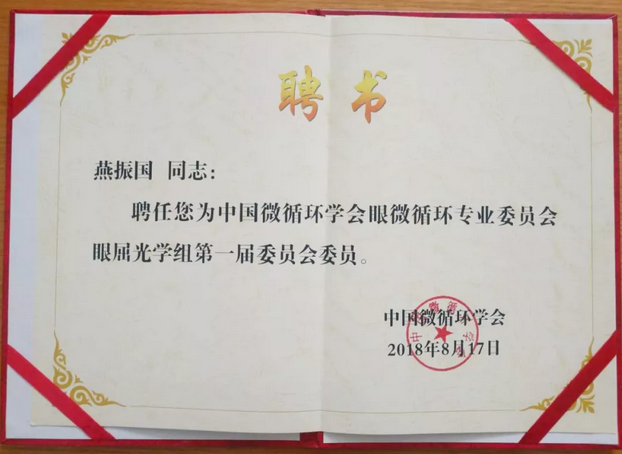 聘书
燕振国 同志：
聘任您为中国微循环学会眼微循环专业委员会
眼屈光学组第一届委员会委员。
中国微循环学会
2018年8月17日